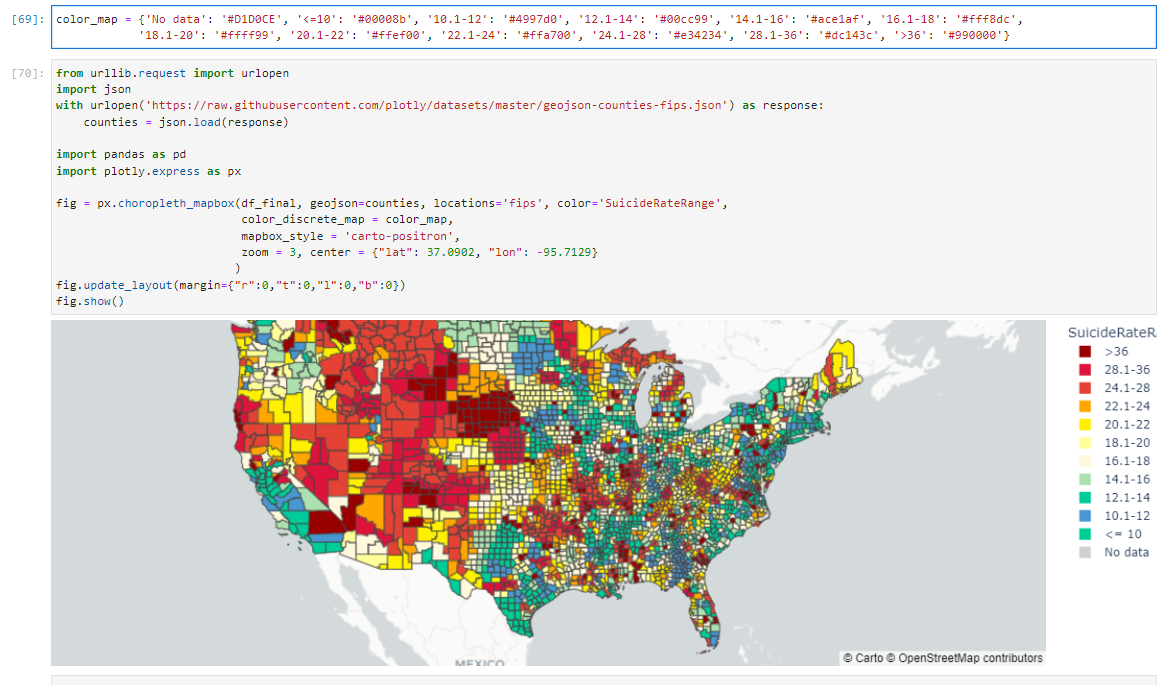 [69]: color_map = {'No data': '#D1D0CE', '<=10': '#00008b', '10.1-12': '#4997d0', '12.1-14': '#00cc99', '14.1-16': '#ace1af', '16.1-18': '#fff8dc',
'18.1-20': '#ffff99', '20.1-22': '#ffef00', '22.1-24': '#ffa700', '24.1-28': '#e34234', '28.1-36': '#dc143c', '>36': '#990000'}
[70]: from urllib.request import urlopen
import json
with urlopen('https://raw.githubusercontent.com/plotly/datasets/master/geojson-counties-fips.json') as response:
counties = json.load(response)
import pandas as pd
import plotly.express as px
fig = px.choropleth_mapbox(df_final, geojson=counties, locations='fips', color='SuicideRateRange',
color_discrete_map = color_map,
mapbox_style = 'carto-positron',
zoom = 3, center = {"lat": 37.0902, "lon": -95.7129}
)
fig.update_layout(margin={"r":0,"t":0,"l":0,"b":0})
fig.show()
SuicideRateRa
>36
28.1-36
24.1-28
22.1-24
20.1-22
18.1-20
16.1-18
14.1-16
12.1-14
10.1-12
<= 10
No data
MEXICO
© Carto © OpenStreetMap contributors